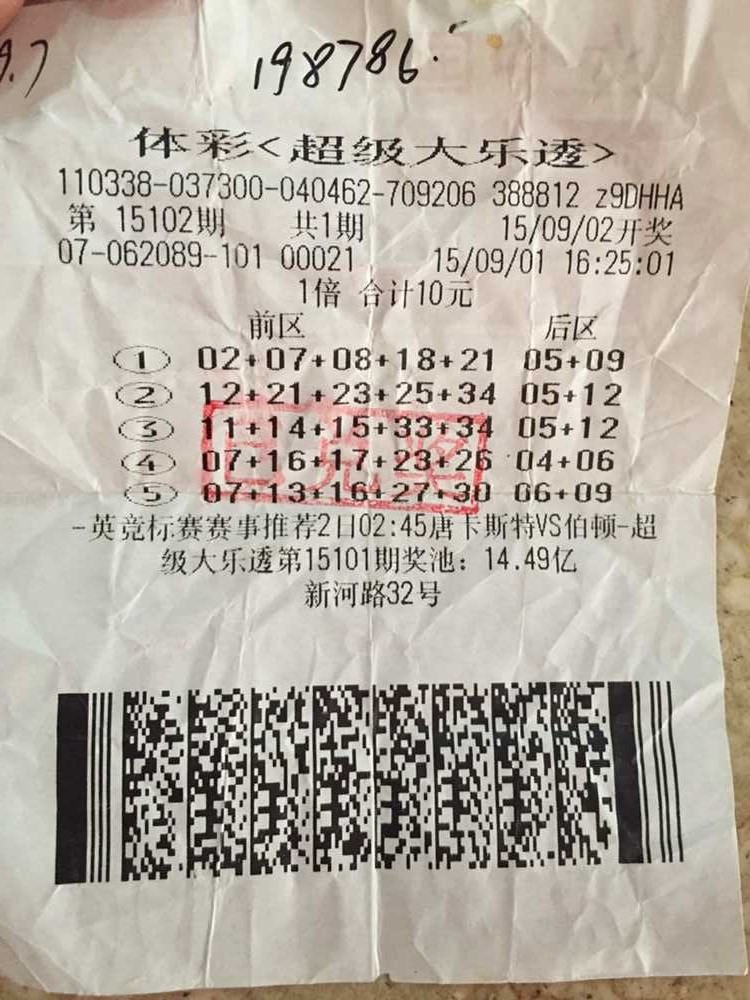 9.7
198786.
体彩<超级大乐透>
110338-037300-040462-709206 388812 z9DHHA
第 15102期 共1期 15/09/02开奖
07-062089-101 00021 15/09/01 16:25:01
1倍 合计10元
前区 后区
① 02+07+08+18+21 05+09
② 12+21+23+25+34 05+12
③ 11+14+15+33+34 05+12
④ 07+16+17+23+26 04+06
⑤ 07+13+16+27+30 06+09
已兑奖
-英竞标赛赛事推荐2日02:45唐卡斯特VS伯顿-超
级大乐透第15101期奖池：14.49亿
新河路32号